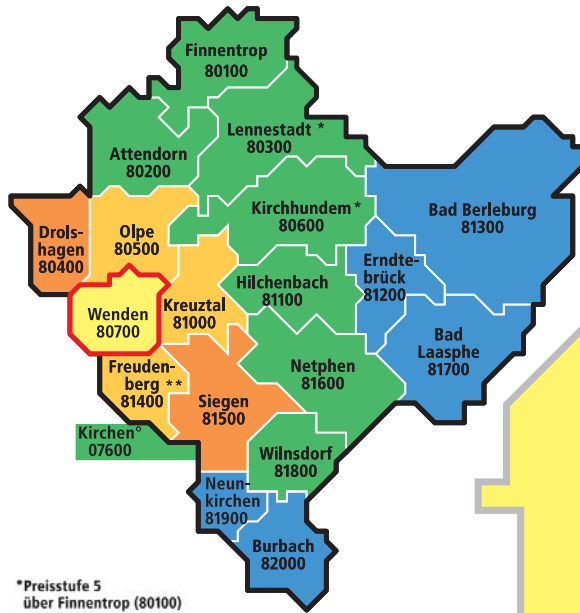 Finnentrop
80100
Lennestadt *
80300
Attendorn
80200
Kirchhundem*
80600
Bad Berleburg
81300
Drols-
hagen
80400
Olpe
80500
Erndte-
brück
81200
Hilchenbach
81100
Wenden
80700
Kreuztal
81000
Bad
Laasphe
81700
Freuden-
berg **
81400
Netphen
81600
Siegen
81500
Kirchen°
07600
Wilnsdorf
81800
Neun-
kirchen
81900
Burbach
82000
*Preisstufe 5
über Finnentrop (80100)